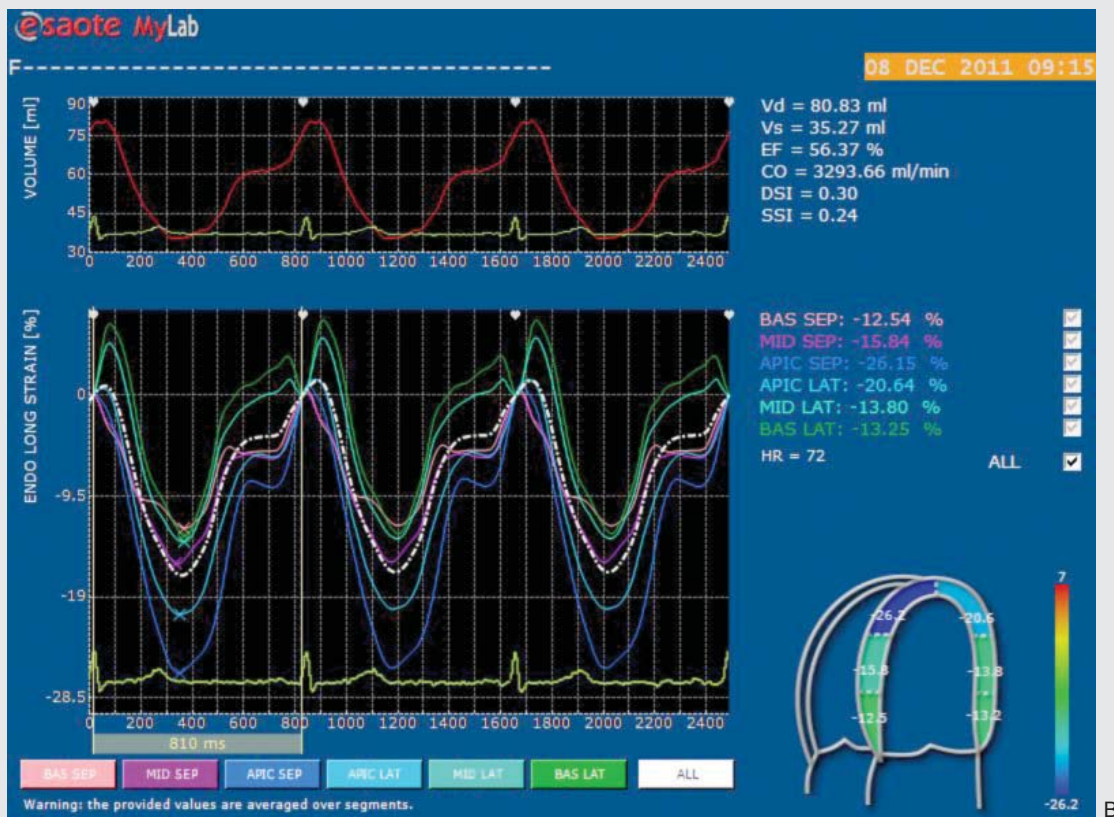 esaote MyLab
F---------------------------------------
08 DEC 2011 09:15
VOLUME [ml]
90
75
60
45
30
0 200 400 600 800 1000 1200 1400 1600 1800 2000 2200 2400
Vd = 80.83 ml
Vs = 35.27 ml
EF = 56.37 %
CO = 3293.66 ml/min
DSI = 0.30
SSI = 0.24
ENDO LONG STRAIN [%]
0
-9.5
-19
-28.5
0 200 400 600 800 1000 1200 1400 1600 1800 2000 2200 2400
810 ms
BAS SEP: -12.54 %
MID SEP: -15.84 %
APIC SEP: -26.15 %
APIC LAT: -20.64 %
MID LAT: -13.80 %
BAS LAT: -13.25 %
HR = 72
ALL
7
-26.2 -20.6
-15.8 -13.8
-12.5 -13.2
-26.2
BAS SEP MID SEP APIC SEP APIC LAT MID LAT BAS LAT ALL
Warning: the provided values are averaged over segments.
B